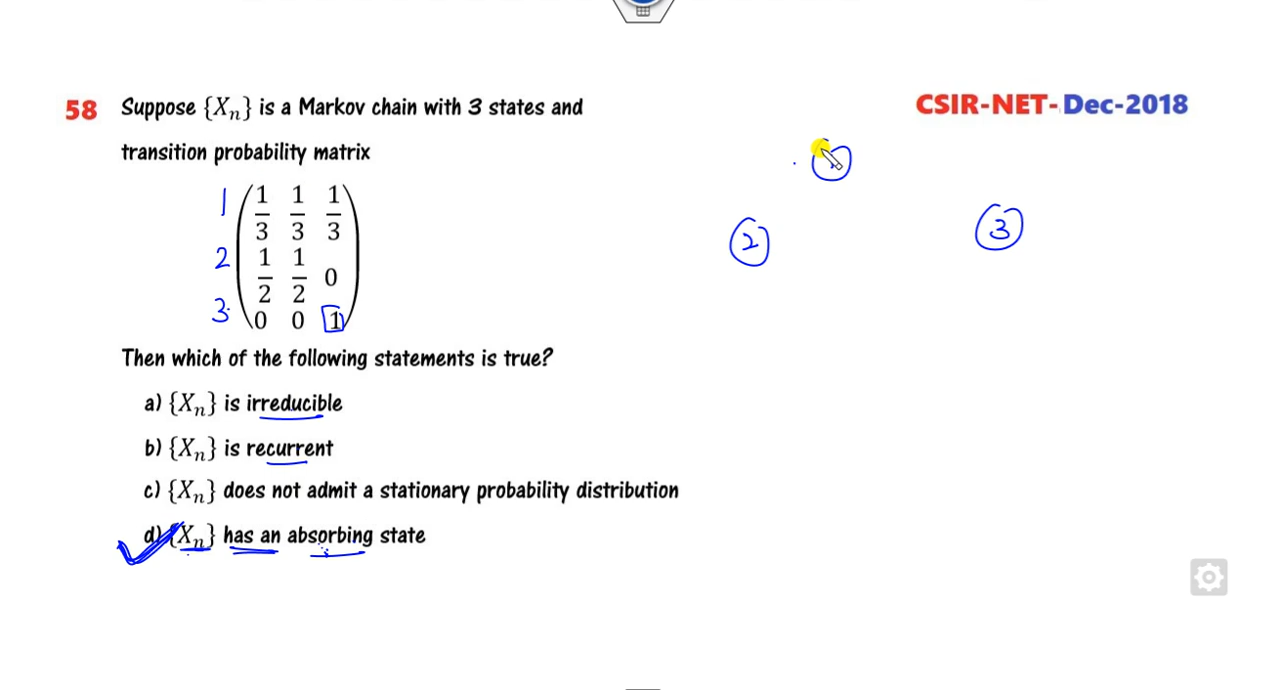 58 Suppose {Xₙ} is a Markov chain with 3 states and
CSIR-NET-Dec-2018
transition probability matrix
1 1/3 1/3 1/3
2 1/2 1/2 0
3 0 0 1
2
3
Then which of the following statements is true?
a) {Xₙ} is irreducible
b) {Xₙ} is recurrent
c) {Xₙ} does not admit a stationary probability distribution
d) {Xₙ} has an absorbing state